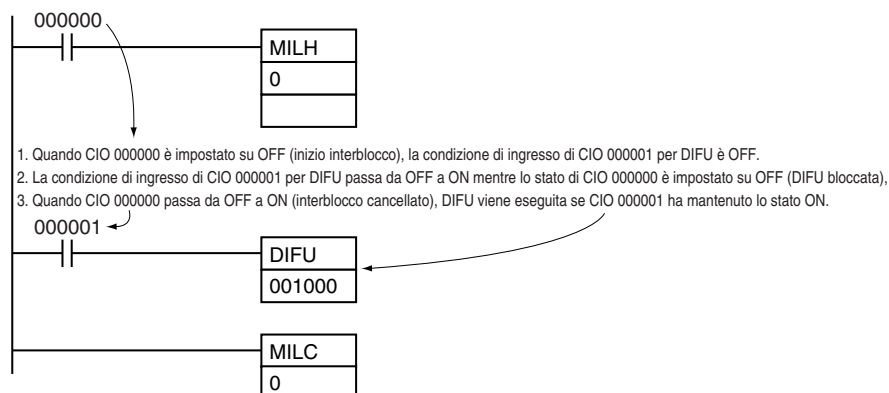 000000
MILH
0
1. Quando CIO 000000 è impostato su OFF (inizio interblocco), la condizione di ingresso di CIO 000001 per DIFU è OFF.
2. La condizione di ingresso di CIO 000001 per DIFU passa da OFF a ON mentre lo stato di CIO 000000 è impostato su OFF (DIFU bloccata),
3. Quando CIO 000000 passa da OFF a ON (interblocco cancellato), DIFU viene eseguita se CIO 000001 ha mantenuto lo stato ON.
000001
DIFU
001000
MILC
0